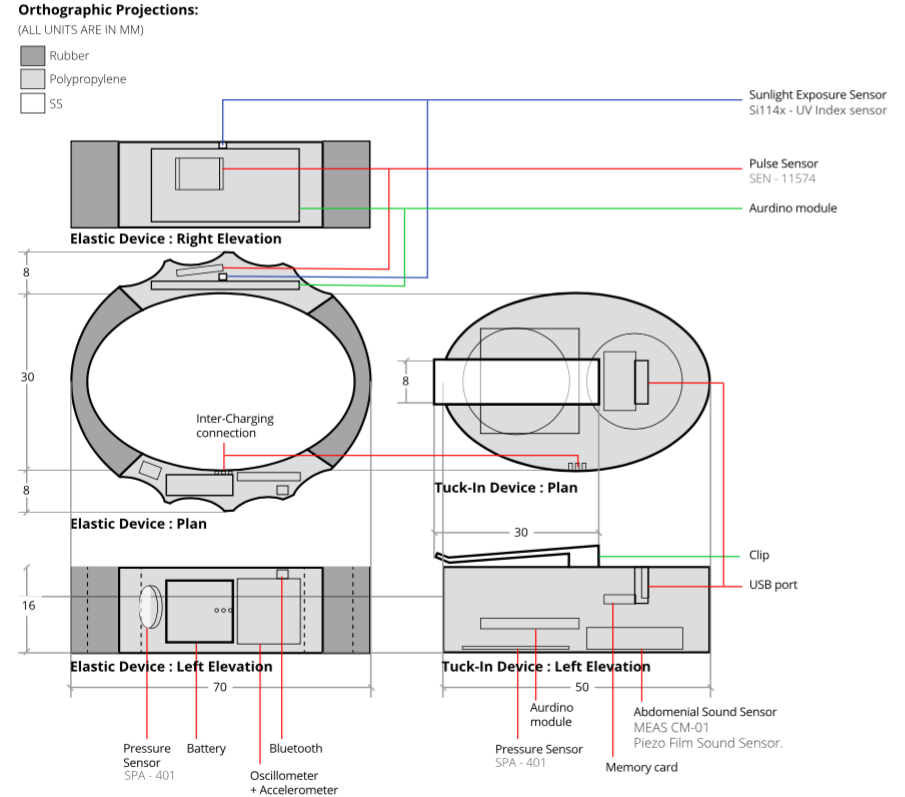 Orthographic Projections:
(ALL UNITS ARE IN MM)
Rubber
Polypropylene
SS
Sunlight Exposure Sensor
Si114x - UV Index sensor
Pulse Sensor
SEN - 11574
Aurdino module
Elastic Device : Right Elevation
8
30
8
8
Inter-Charging
connection
Tuck-In Device : Plan
Elastic Device : Plan
30
Clip
USB port
16
Elastic Device : Left Elevation
Tuck-In Device : Left Elevation
70
50
Aurdino
module
Abdomenial Sound Sensor
MEAS CM-01
Piezo Film Sound Sensor.
Pressure
Sensor
SPA - 401
Battery
Bluetooth
Pressure Sensor
SPA - 401
Memory card
Oscillometer
+ Accelerometer